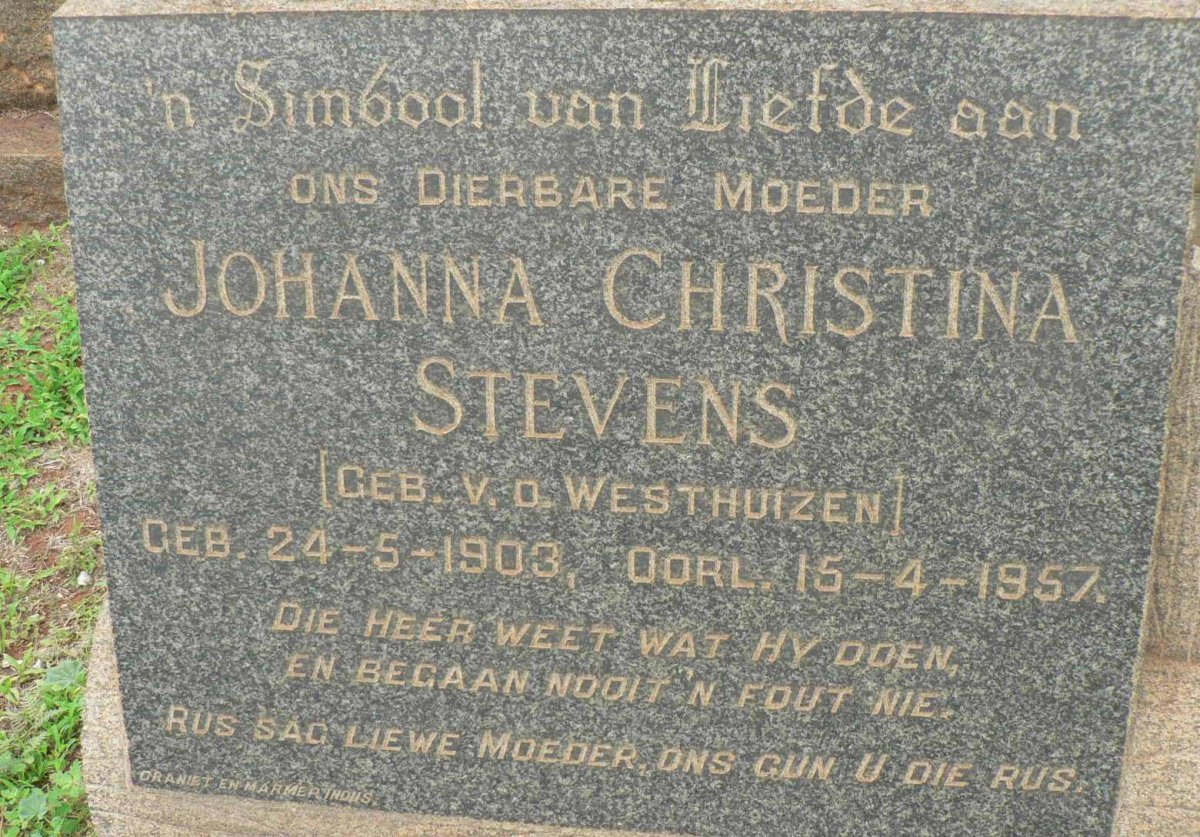 'n Simbool van Liefde aan
ONS DIERBARE MOEDER
JOHANNA CHRISTINA
STEVENS
[GEB. V. D. WESTHUIZEN]
GEB. 24-5-1903, OORL. 15-4-1957.
DIE HEER WEET WAT HY DOEN,
EN BEGAAN NOOIT 'N FOUT NIE.
RUS SAG LIEWE MOEDER, ONS GUN U DIE RUS.
GRANIET EN MARMER INDUS.